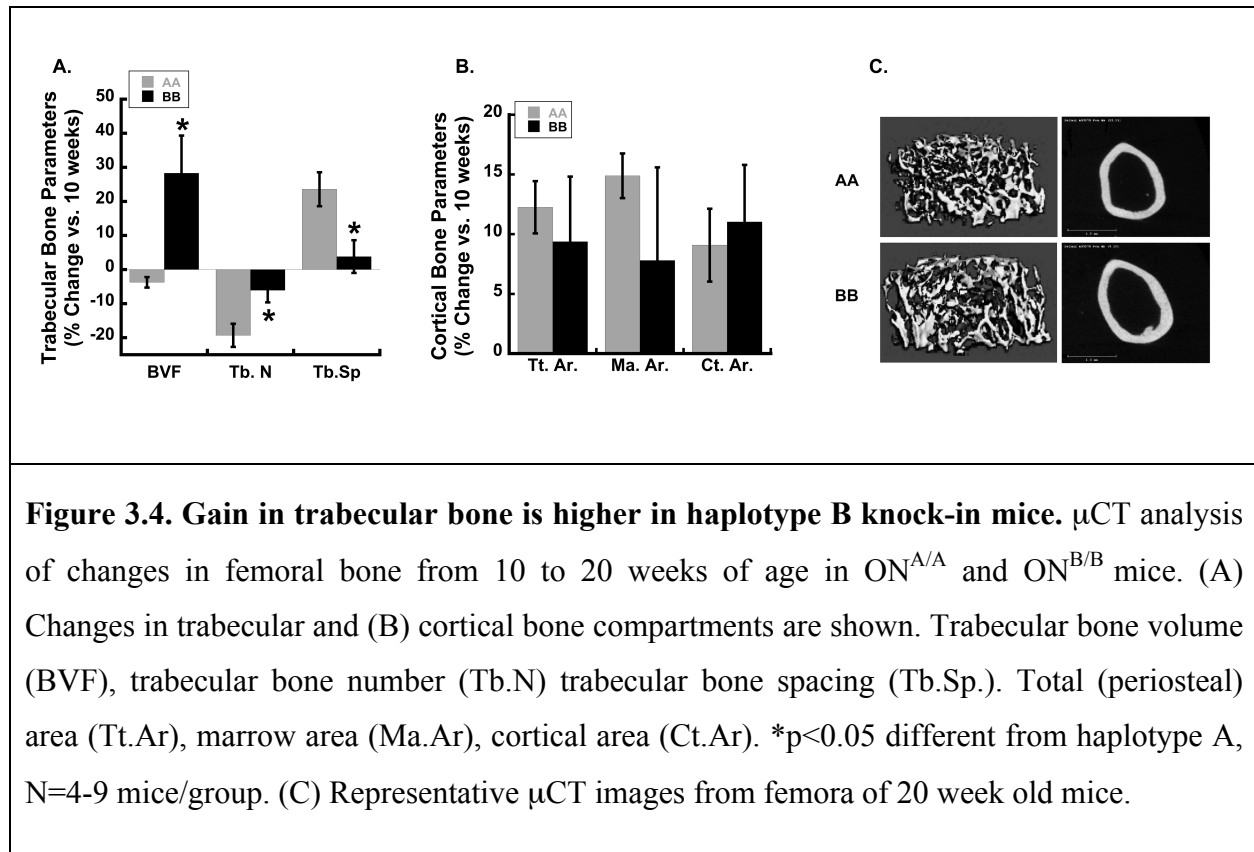 A.
AA
BB
Trabecular Bone Parameters
(% Change vs. 10 weeks)
50
40
30
20
10
0
-10
-20
*
*
*
BVF
Tb. N
Tb.Sp
B.
AA
BB
Cortical Bone Parameters
(% Change vs. 10 weeks)
20
15
10
5
0
Tt. Ar.
Ma. Ar.
Ct. Ar.
C.
AA
BB
Figure 3.4. Gain in trabecular bone is higher in haplotype B knock-in mice. μCT analysis
of changes in femoral bone from 10 to 20 weeks of age in ON^A/A and ON^B/B mice. (A)
Changes in trabecular and (B) cortical bone compartments are shown. Trabecular bone volume
(BVF), trabecular bone number (Tb.N) trabecular bone spacing (Tb.Sp.). Total (periosteal)
area (Tt.Ar), marrow area (Ma.Ar), cortical area (Ct.Ar). *p<0.05 different from haplotype A,
N=4-9 mice/group. (C) Representative μCT images from femora of 20 week old mice.